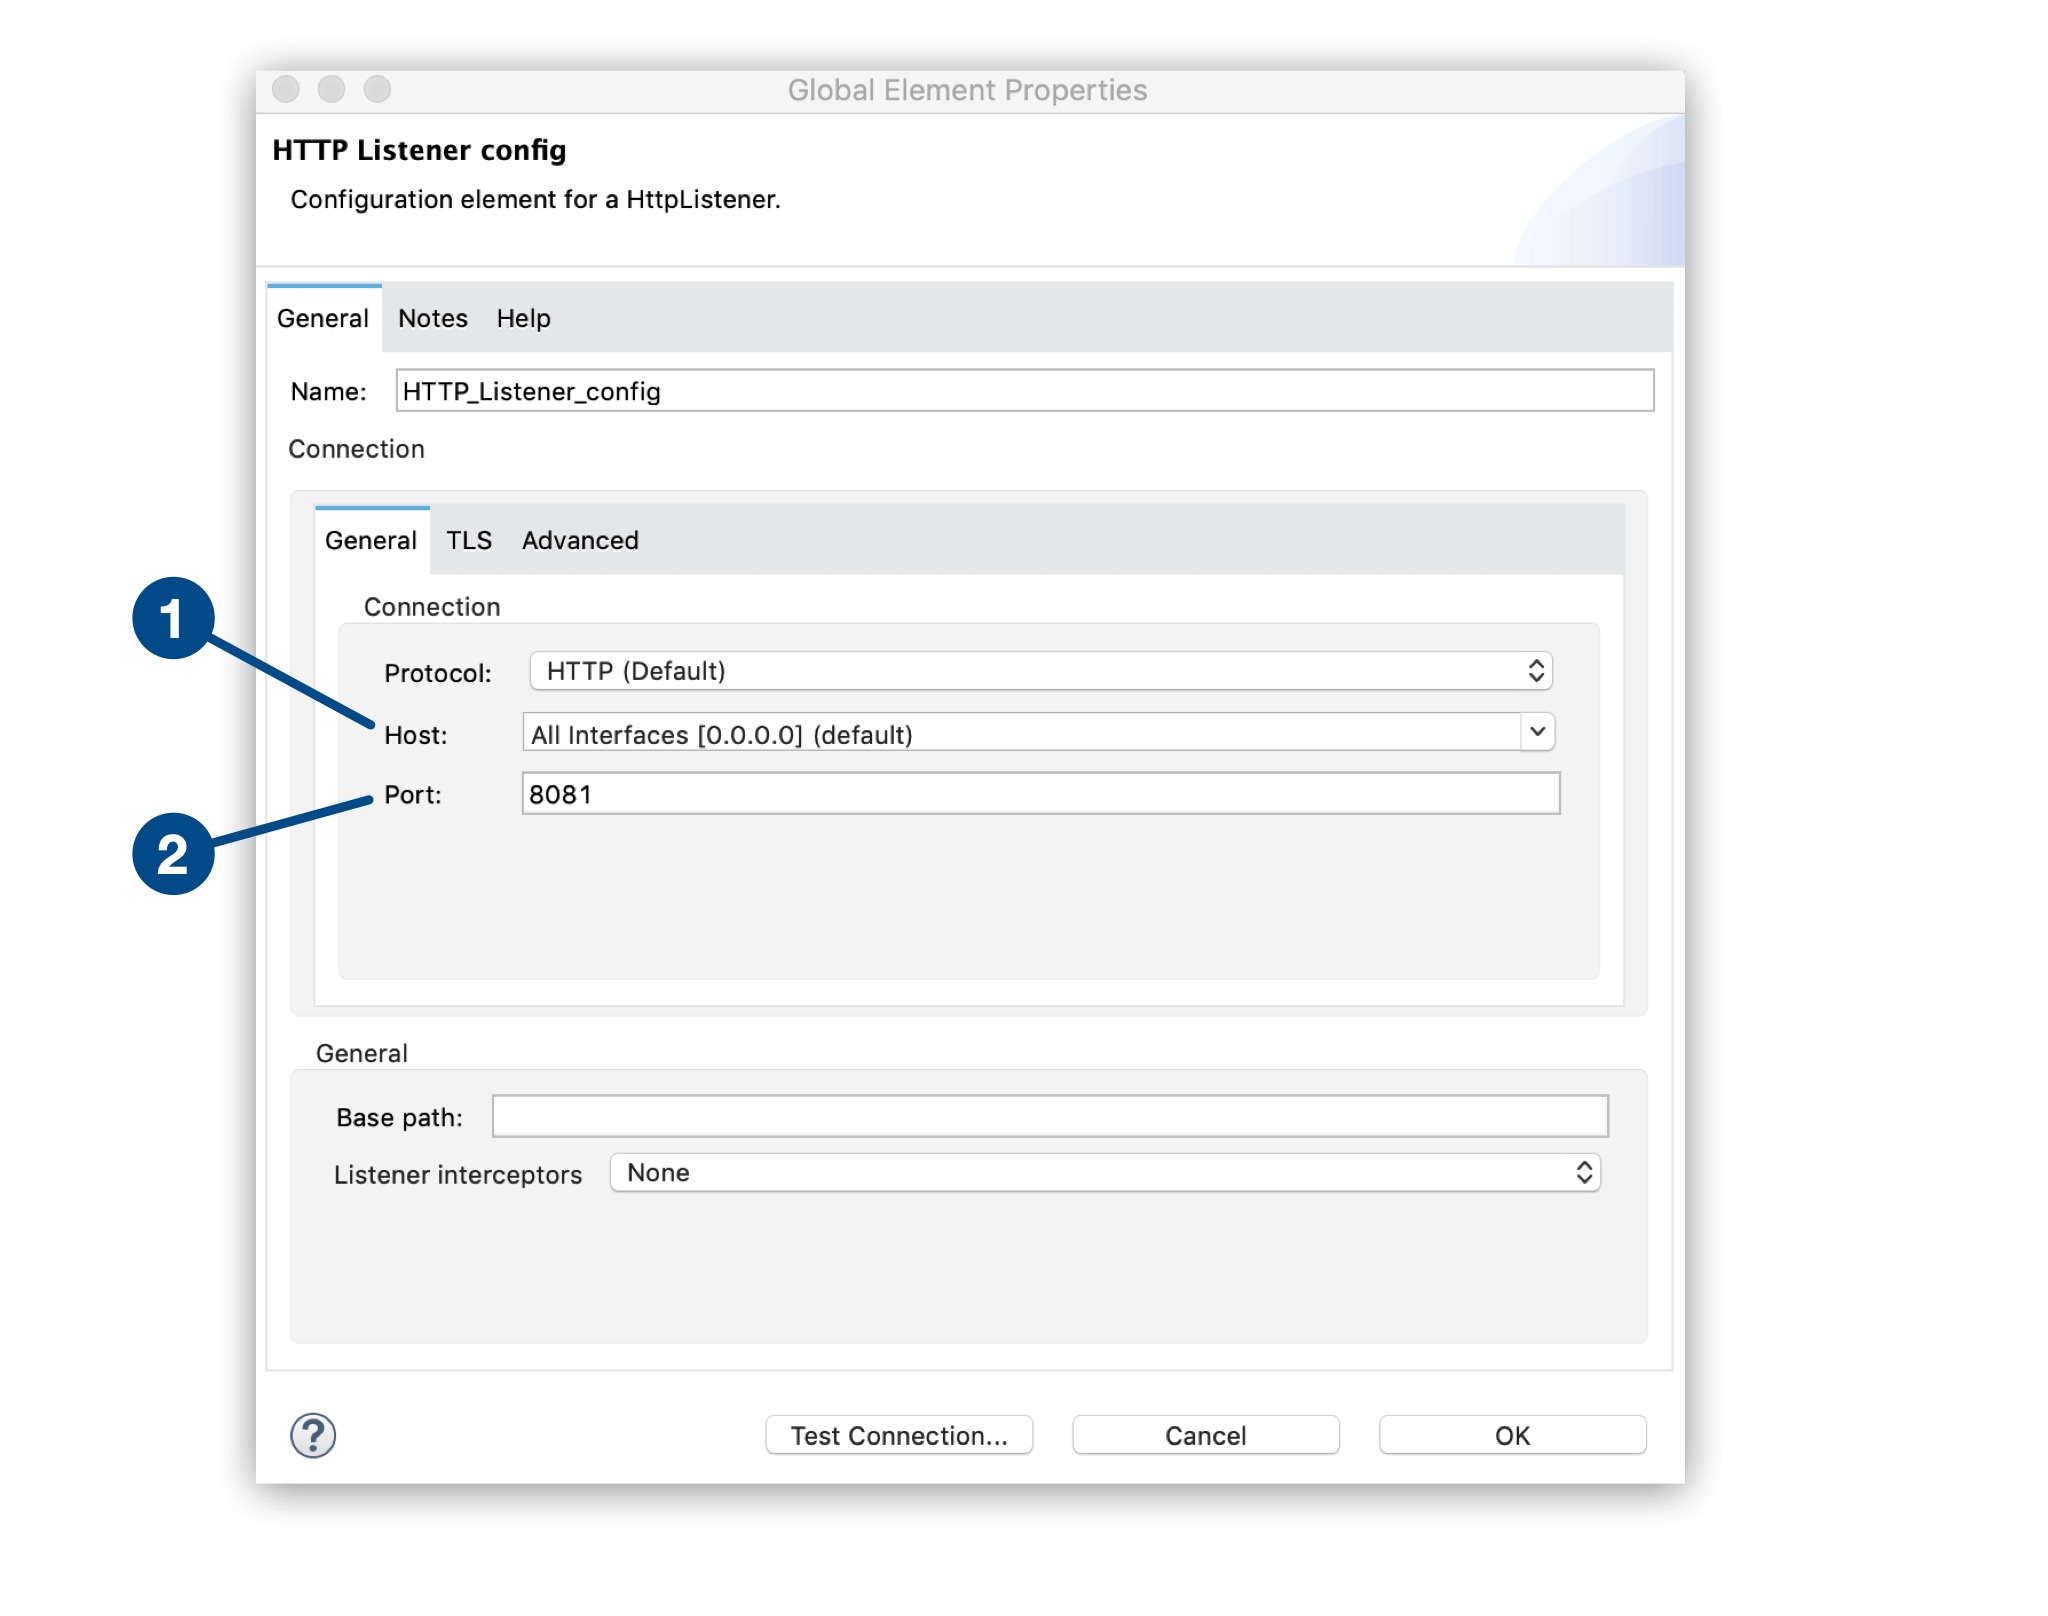 Global Element Properties
HTTP Listener config
Configuration element for a HttpListener.
General Notes Help
Name: HTTP_Listener_config
Connection
General TLS Advanced
Connection
1
Protocol: HTTP (Default)
Host: All Interfaces [0.0.0.0] (default)
Port: 8081
2
General
Base path:
Listener interceptors None
? Test Connection... Cancel OK